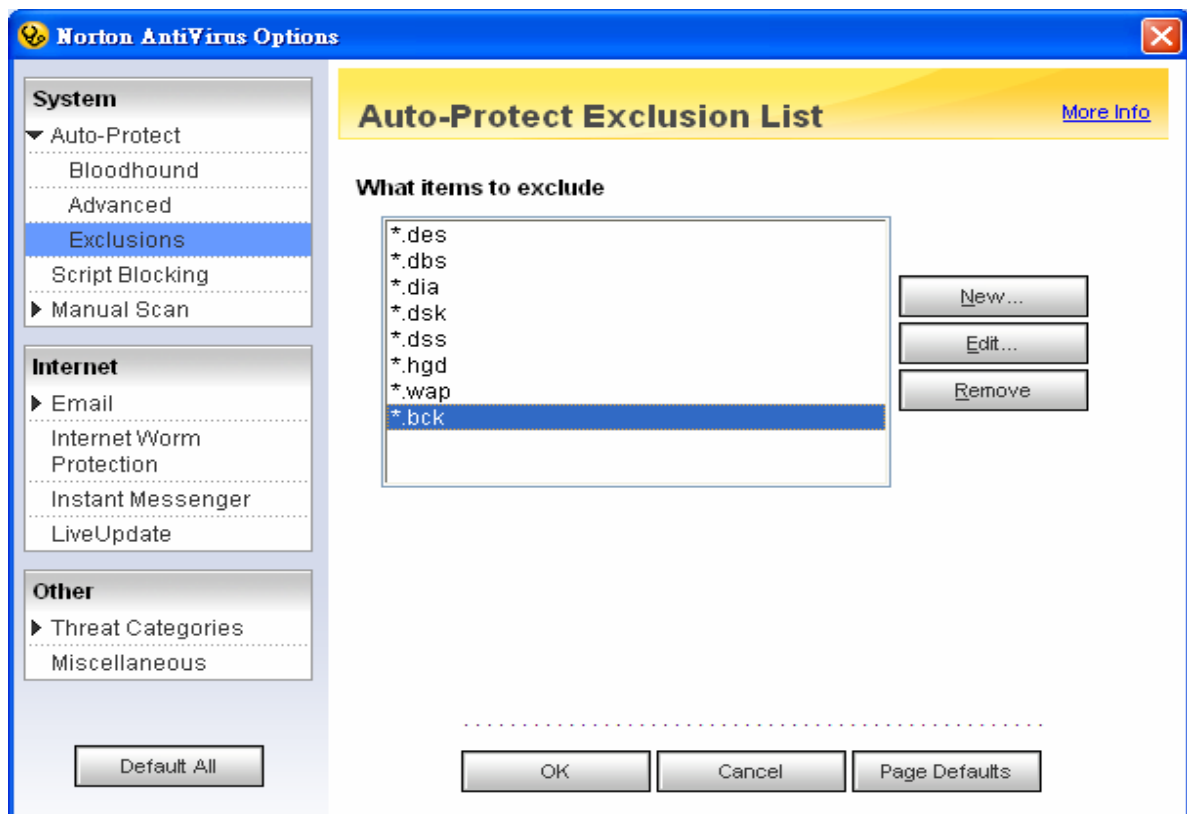 Norton AntiVirus Options
System
Auto-Protect
Bloodhound
Advanced
Exclusions
Script Blocking
Manual Scan
Internet
Email
Internet Worm
Protection
Instant Messenger
LiveUpdate
Other
Threat Categories
Miscellaneous
Default All
Auto-Protect Exclusion List
More Info
What items to exclude
*.des
*.dbs
*.dia
*.dsk
*.dss
*.hgd
*.wap
*.bck
New...
Edit...
Remove
OK
Cancel
Page Defaults